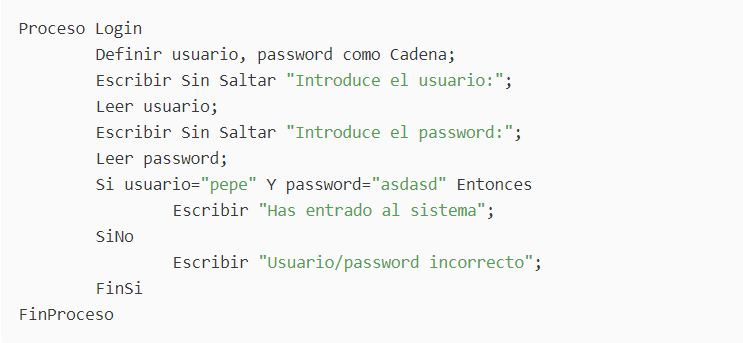 Proceso Login
Definir usuario, password como Cadena;
Escribir Sin Saltar "Introduce el usuario:";
Leer usuario;
Escribir Sin Saltar "Introduce el password:";
Leer password;
Si usuario="pepe" Y password="asdasd" Entonces
Escribir "Has entrado al sistema";
SiNo
Escribir "Usuario/password incorrecto";
FinSi
FinProceso